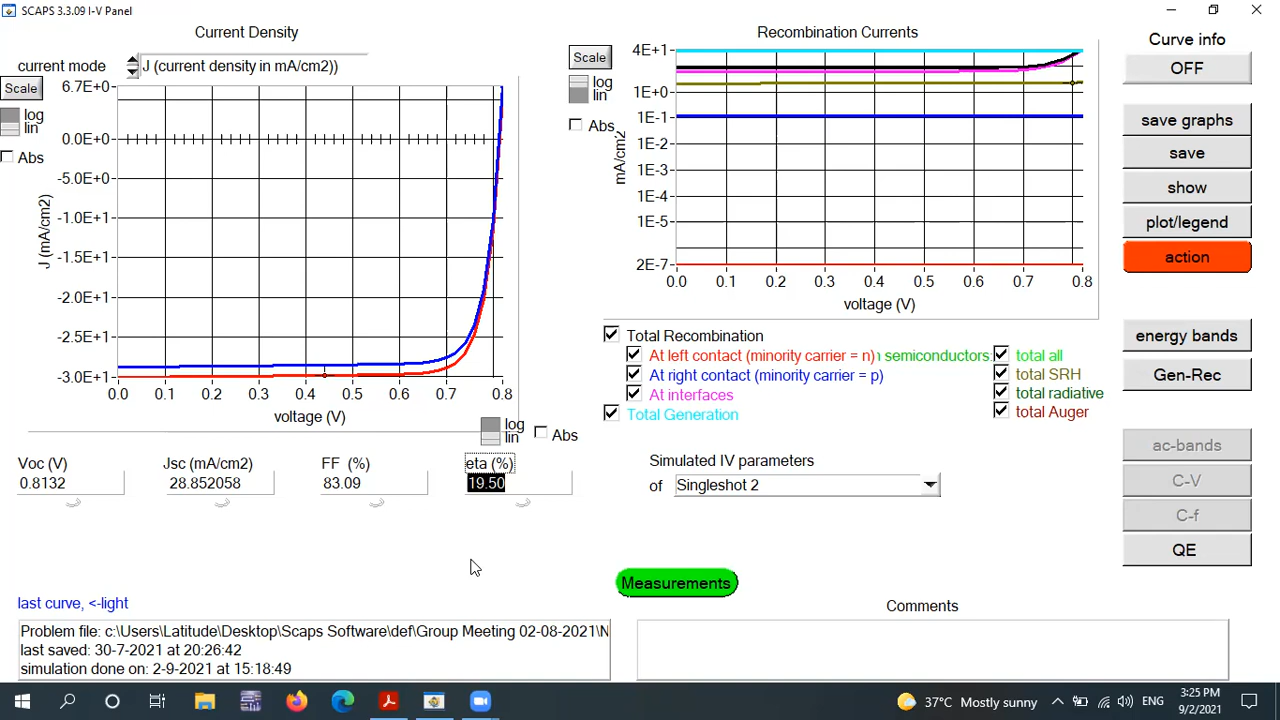 SCAPS 3.3.09 I-V Panel
Current Density
current mode
J (current density in mA/cm2))
Scale
log
lin
Abs
6.7E+0
0.0E+0
-5.0E+0
-1.0E+1
-1.5E+1
-2.0E+1
-2.5E+1
-3.0E+1
J (mA/cm2)
0.0 0.1 0.2 0.3 0.4 0.5 0.6 0.7 0.8
voltage (V)
log
lin
Abs
Voc (V)
0.8132
Jsc (mA/cm2)
28.852058
FF (%)
83.09
eta (%)
19.50
last curve, <-light
Problem file: c:\Users\Latitude\Desktop\Scaps Software\def\Group Meeting 02-08-2021\N
last saved: 30-7-2021 at 20:26:42
simulation done on: 2-9-2021 at 15:18:49
Recombination Currents
Scale
log
lin
Abs
4E+1
1E+0
1E-1
1E-2
1E-3
1E-4
1E-5
2E-7
mA/cm2
0.0 0.1 0.2 0.3 0.4 0.5 0.6 0.7 0.8
voltage (V)
Total Recombination
At left contact (minority carrier = n)
At right contact (minority carrier = p)
At interfaces
Total Generation
semiconductors:
total all
total SRH
total radiative
total Auger
Simulated IV parameters
of Singleshot 2
Measurements
Comments
Curve info
OFF
save graphs
save
show
plot/legend
action
energy bands
Gen-Rec
ac-bands
C-V
C-f
QE
37°C Mostly sunny
ENG
3:25 PM
9/2/2021